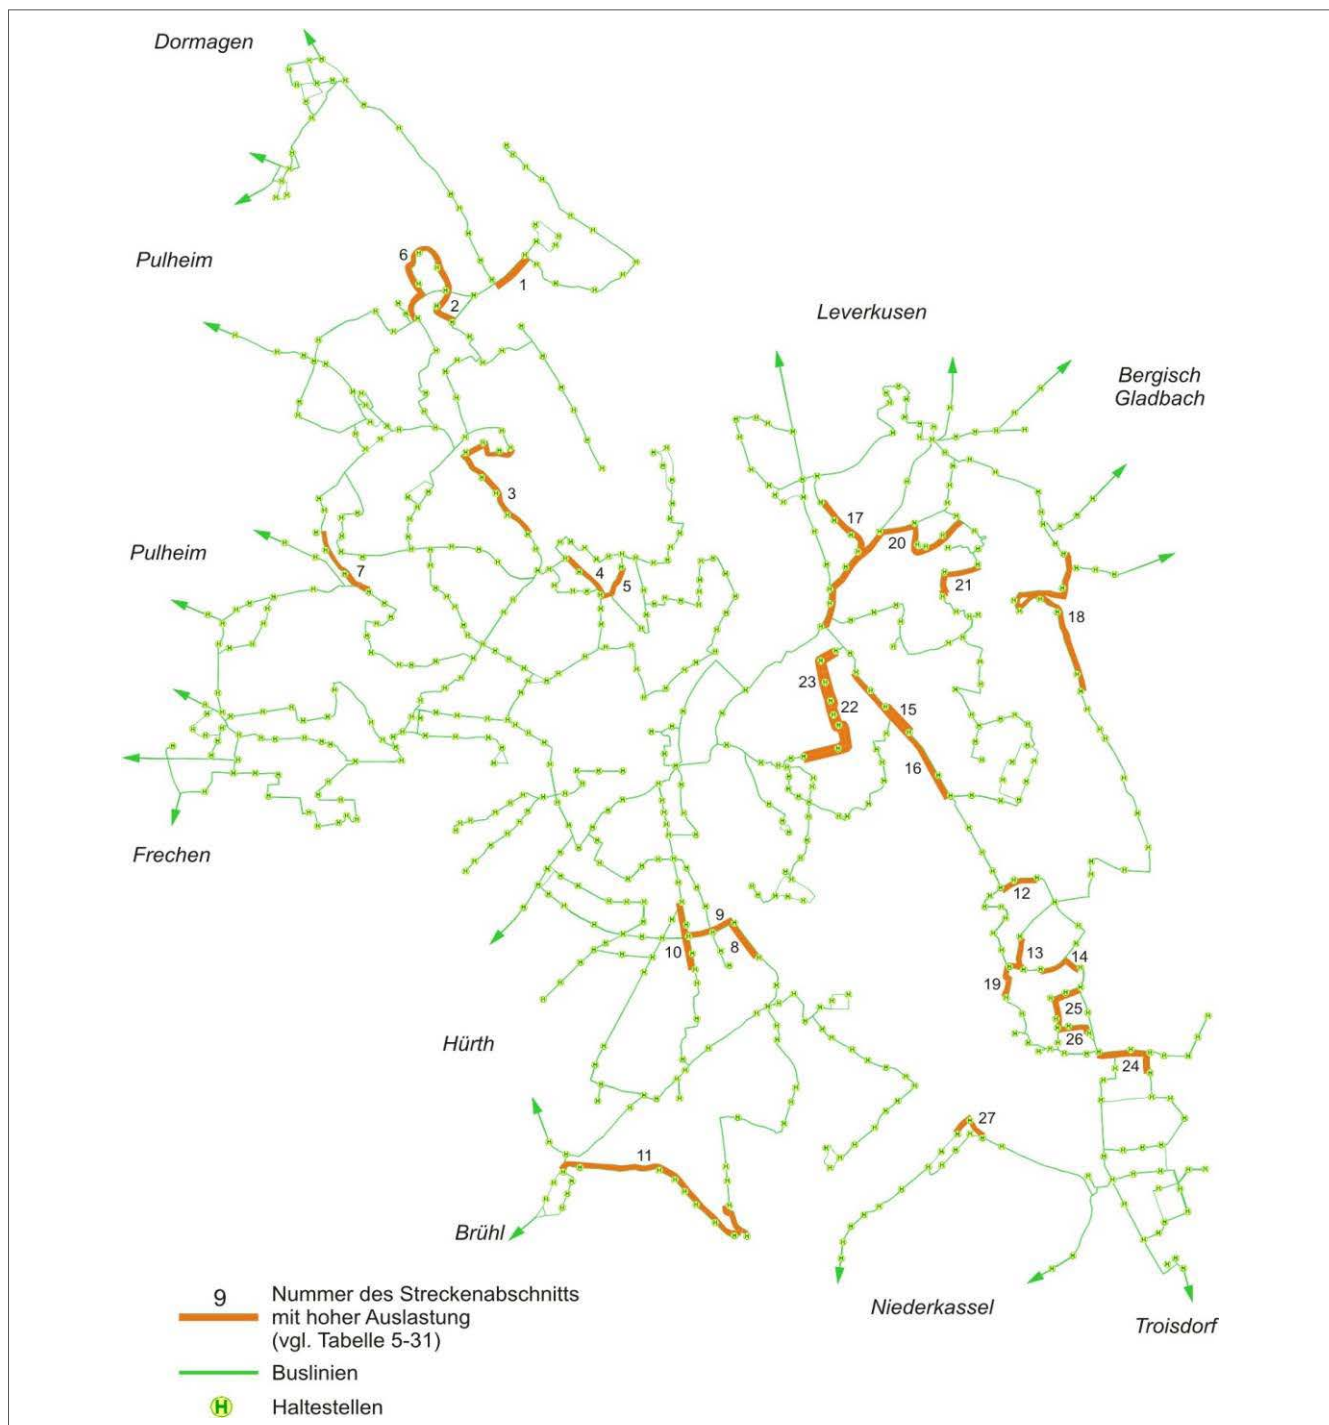 Dormagen
Pulheim
6
1
2
Leverkusen
Bergisch
Gladbach
3
17
20
Pulheim
7
4
5
21
18
23
22
15
16
Frechen
12
9
8
10
13
14
19
25
26
24
Hürth
27
11
Brühl
Niederkassel
Troisdorf
9
Nummer des Streckenabschnitts
mit hoher Auslastung
(vgl. Tabelle 5-31)
Buslinien
H
Haltestellen